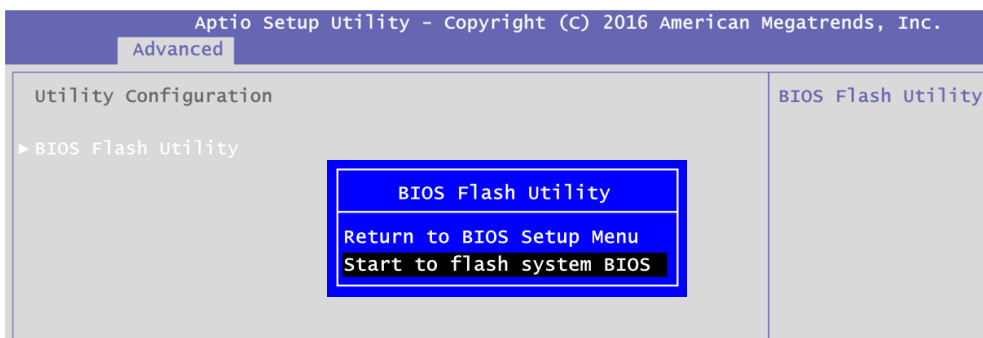 Aptio Setup Utility - Copyright (C) 2016 American Megatrends, Inc.
Advanced
Utility Configuration
BIOS Flash Utility
BIOS Flash Utility
BIOS Flash Utility
Return to BIOS Setup Menu
Start to flash system BIOS